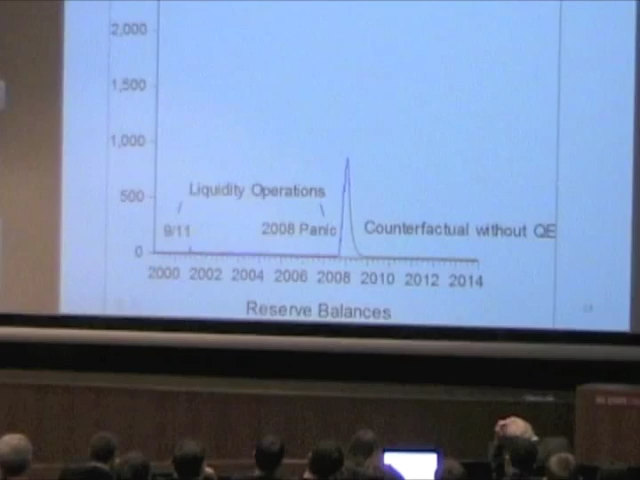 2,000
1,500
1,000
500
0
Liquidity Operations
9/11
2008 Panic
Counterfactual without QE
2000 2002 2004 2006 2008 2010 2012 2014
Reserve Balances